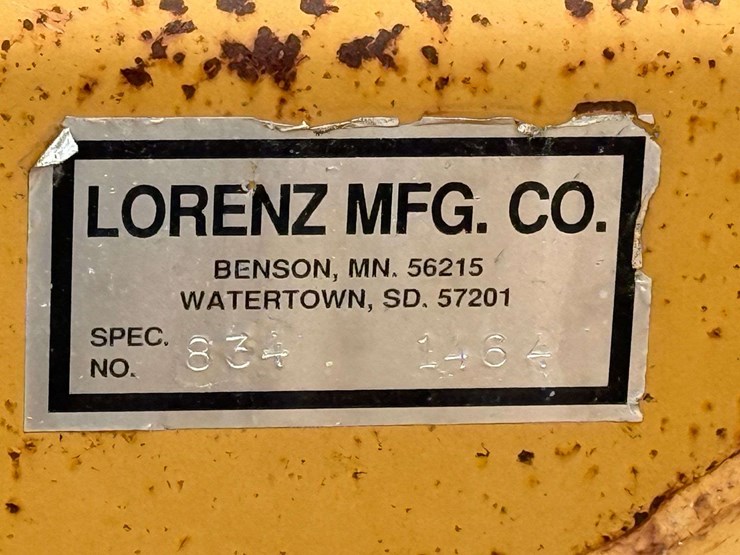 LORENZ MFG. CO.
BENSON, MN. 56215
WATERTOWN, SD. 57201
SPEC. NO. 834 1464